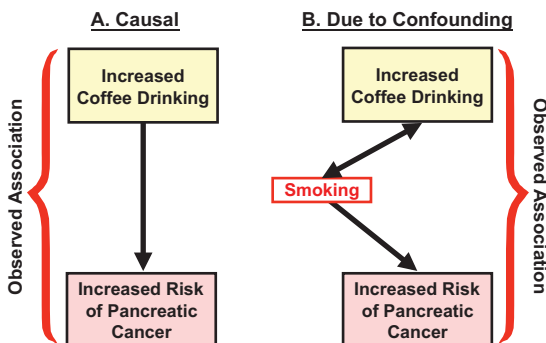 A. Causal
B. Due to Confounding
Observed Association
Increased
Coffee Drinking
Increased Risk
of Pancreatic
Cancer
Increased
Coffee Drinking
Smoking
Increased Risk
of Pancreatic
Cancer
Observed Association